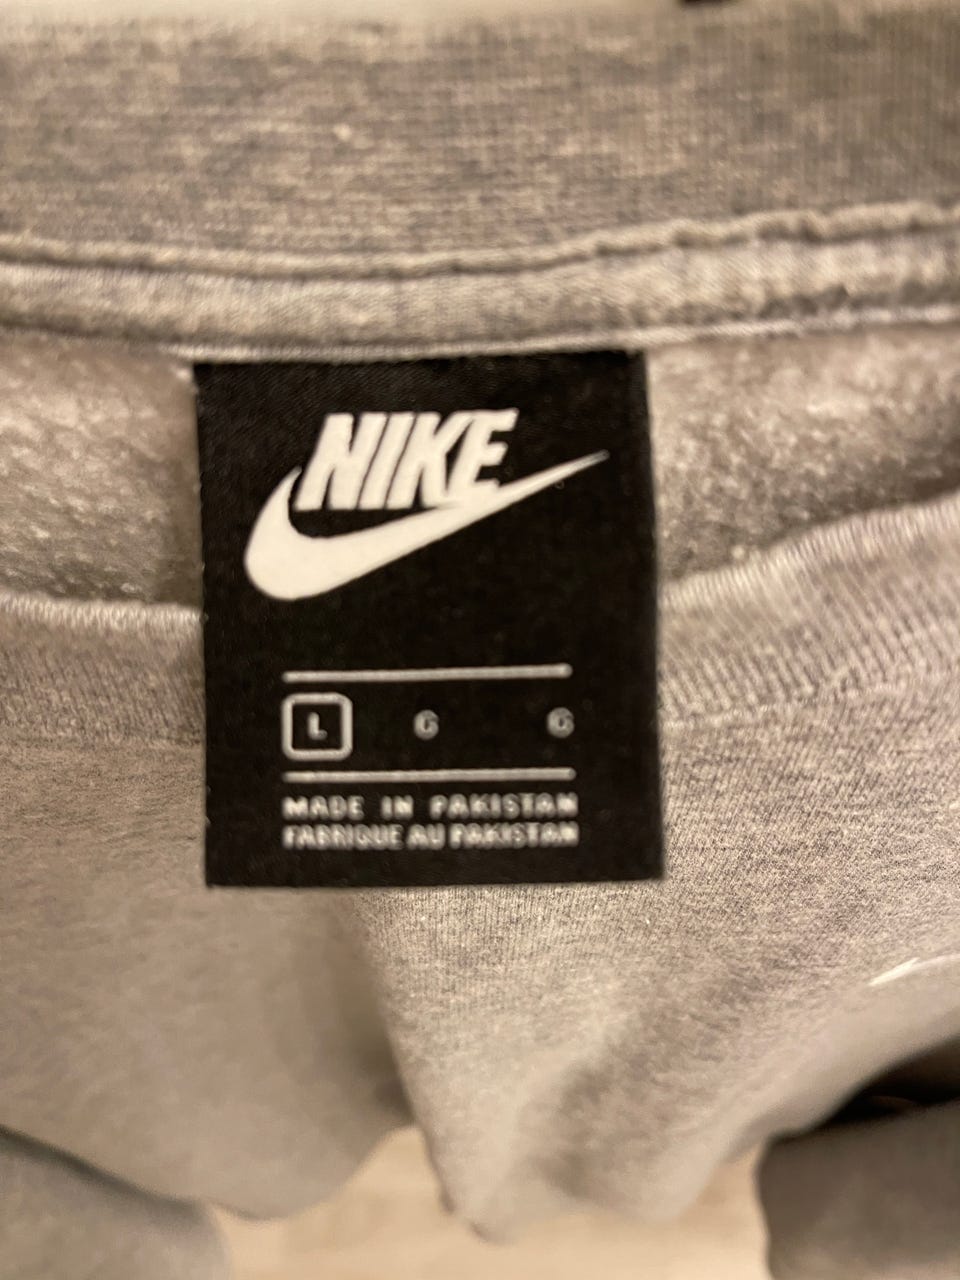 NIKE
L G G
MADE IN PAKISTAN
FABRIQUE AU PAKISTAN